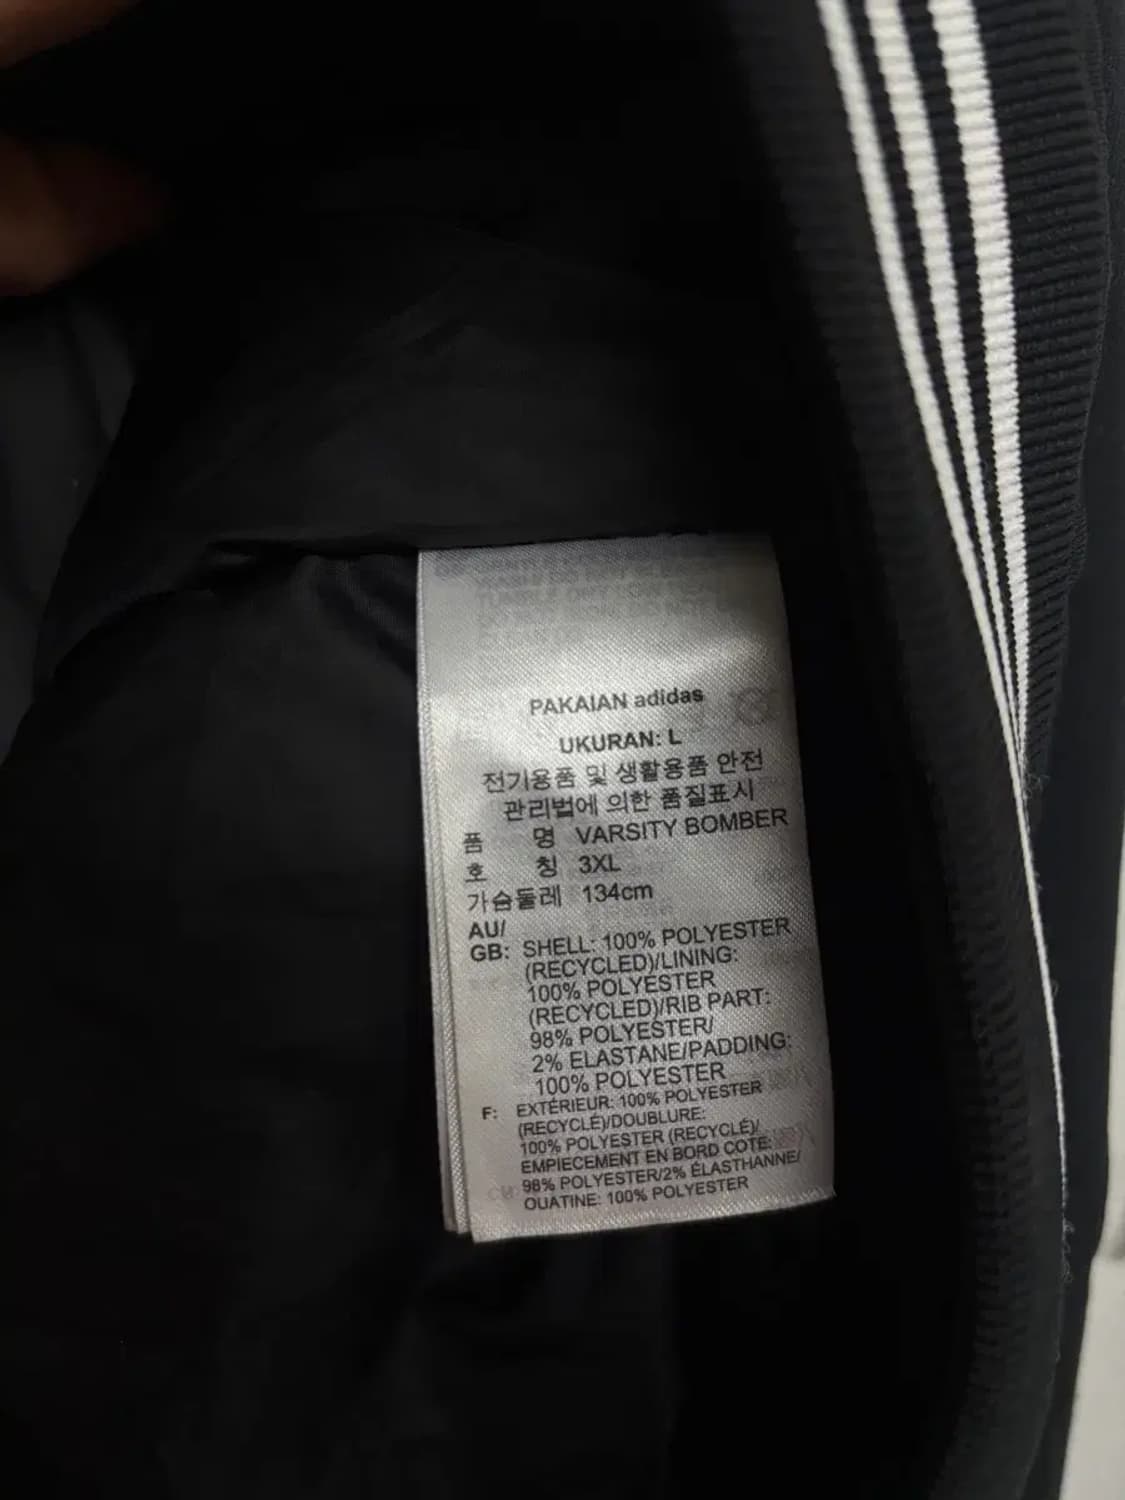 TUMBLE DRY LOW
PAKAIAN adidas
UKURAN: L
전기용품 및 생활용품 안전
관리법에 의한 품질표시
품 명 VARSITY BOMBER
호 칭 3XL
가슴둘레 134cm
AU/
GB: SHELL: 100% POLYESTER
(RECYCLED)/LINING:
100% POLYESTER
(RECYCLED)/RIB PART:
98% POLYESTER/
2% ELASTANE/PADDING:
100% POLYESTER
F: EXTÉRIEUR: 100% POLYESTER
(RECYCLÉ)/DOUBLURE:
100% POLYESTER (RECYCLÉ)/
EMPIECEMENT EN BORD COTE:
98% POLYESTER/2% ÉLASTHANNE/
OUATINE: 100% POLYESTER